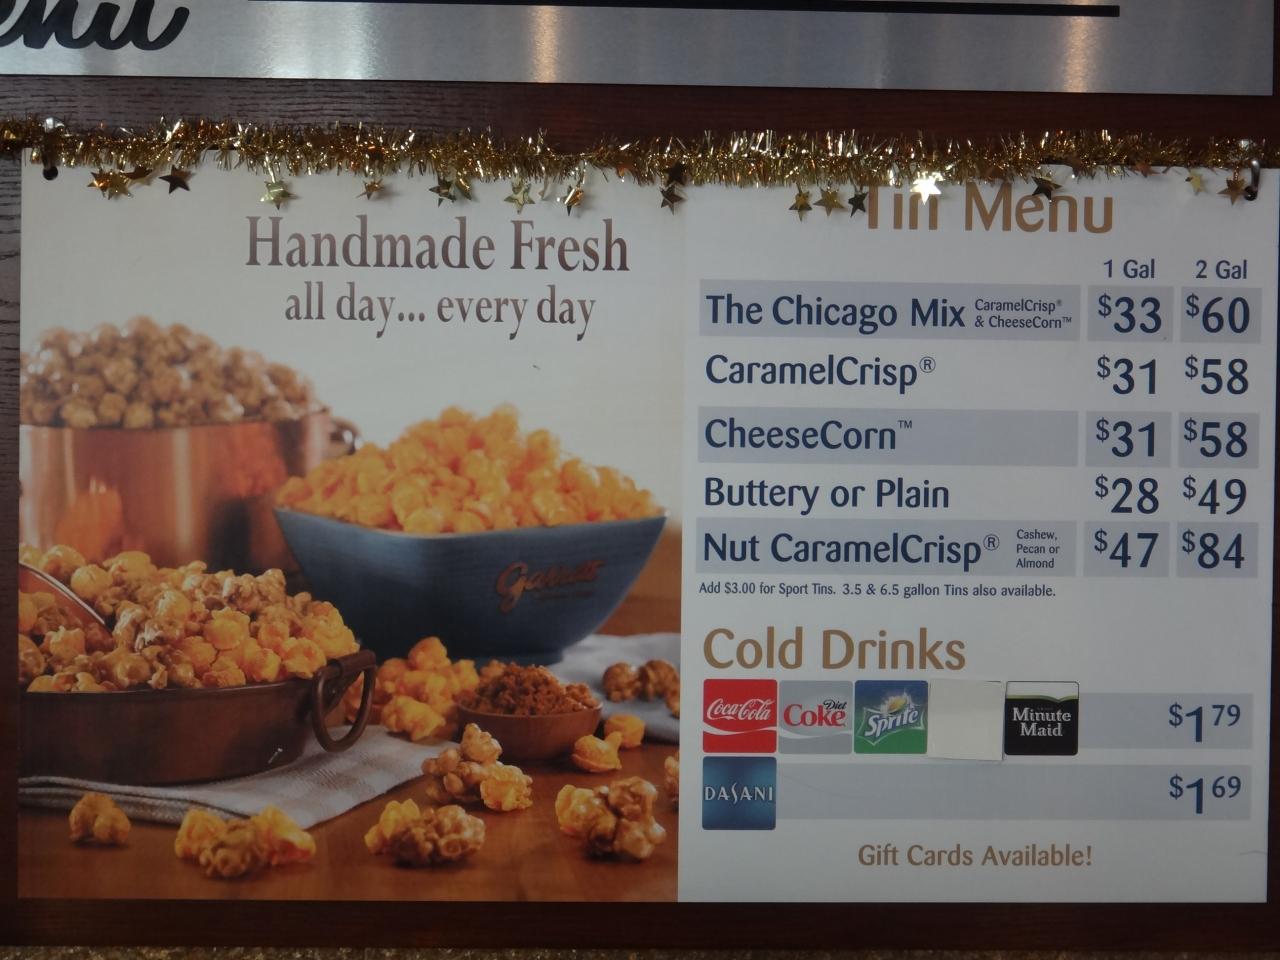 Handmade Fresh
all day... every day
Garrett
Tin Menu
1 Gal 2 Gal
The Chicago Mix CaramelCrisp® & CheeseCorn™ $33 $60
CaramelCrisp® $31 $58
CheeseCorn™ $31 $58
Buttery or Plain $28 $49
Nut CaramelCrisp® Cashew, Pecan or Almond $47 $84
Add $3.00 for Sport Tins. 3.5 & 6.5 gallon Tins also available.
Cold Drinks
Coca-Cola Diet Coke Sprite Minute Maid $1 79
DASANI $1 69
Gift Cards Available!